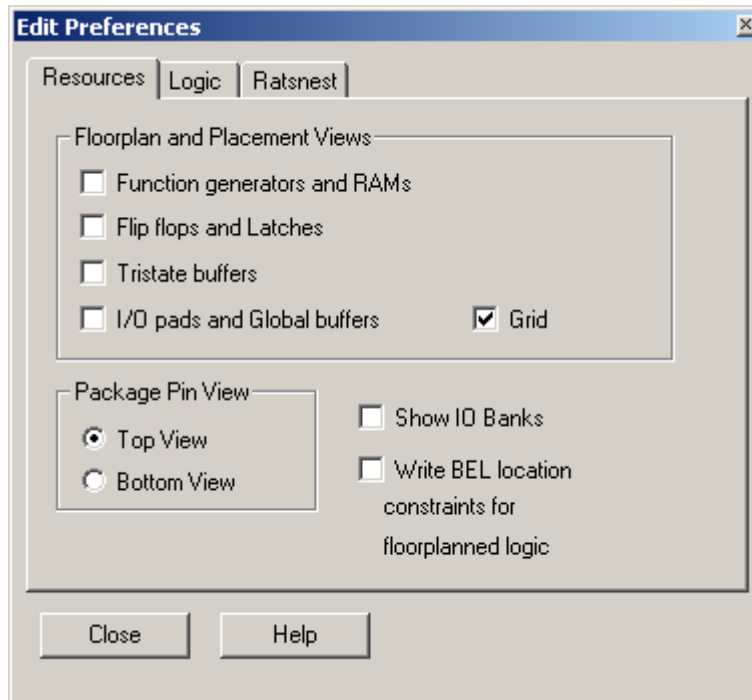 Edit Preferences
Resources Logic Ratsnest
Floorplan and Placement Views
Function generators and RAMs
Flip flops and Latches
Tristate buffers
I/O pads and Global buffers Grid
Package Pin View
Top View
Bottom View
Show IO Banks
Write BEL location
constraints for
floorplanned logic
Close Help